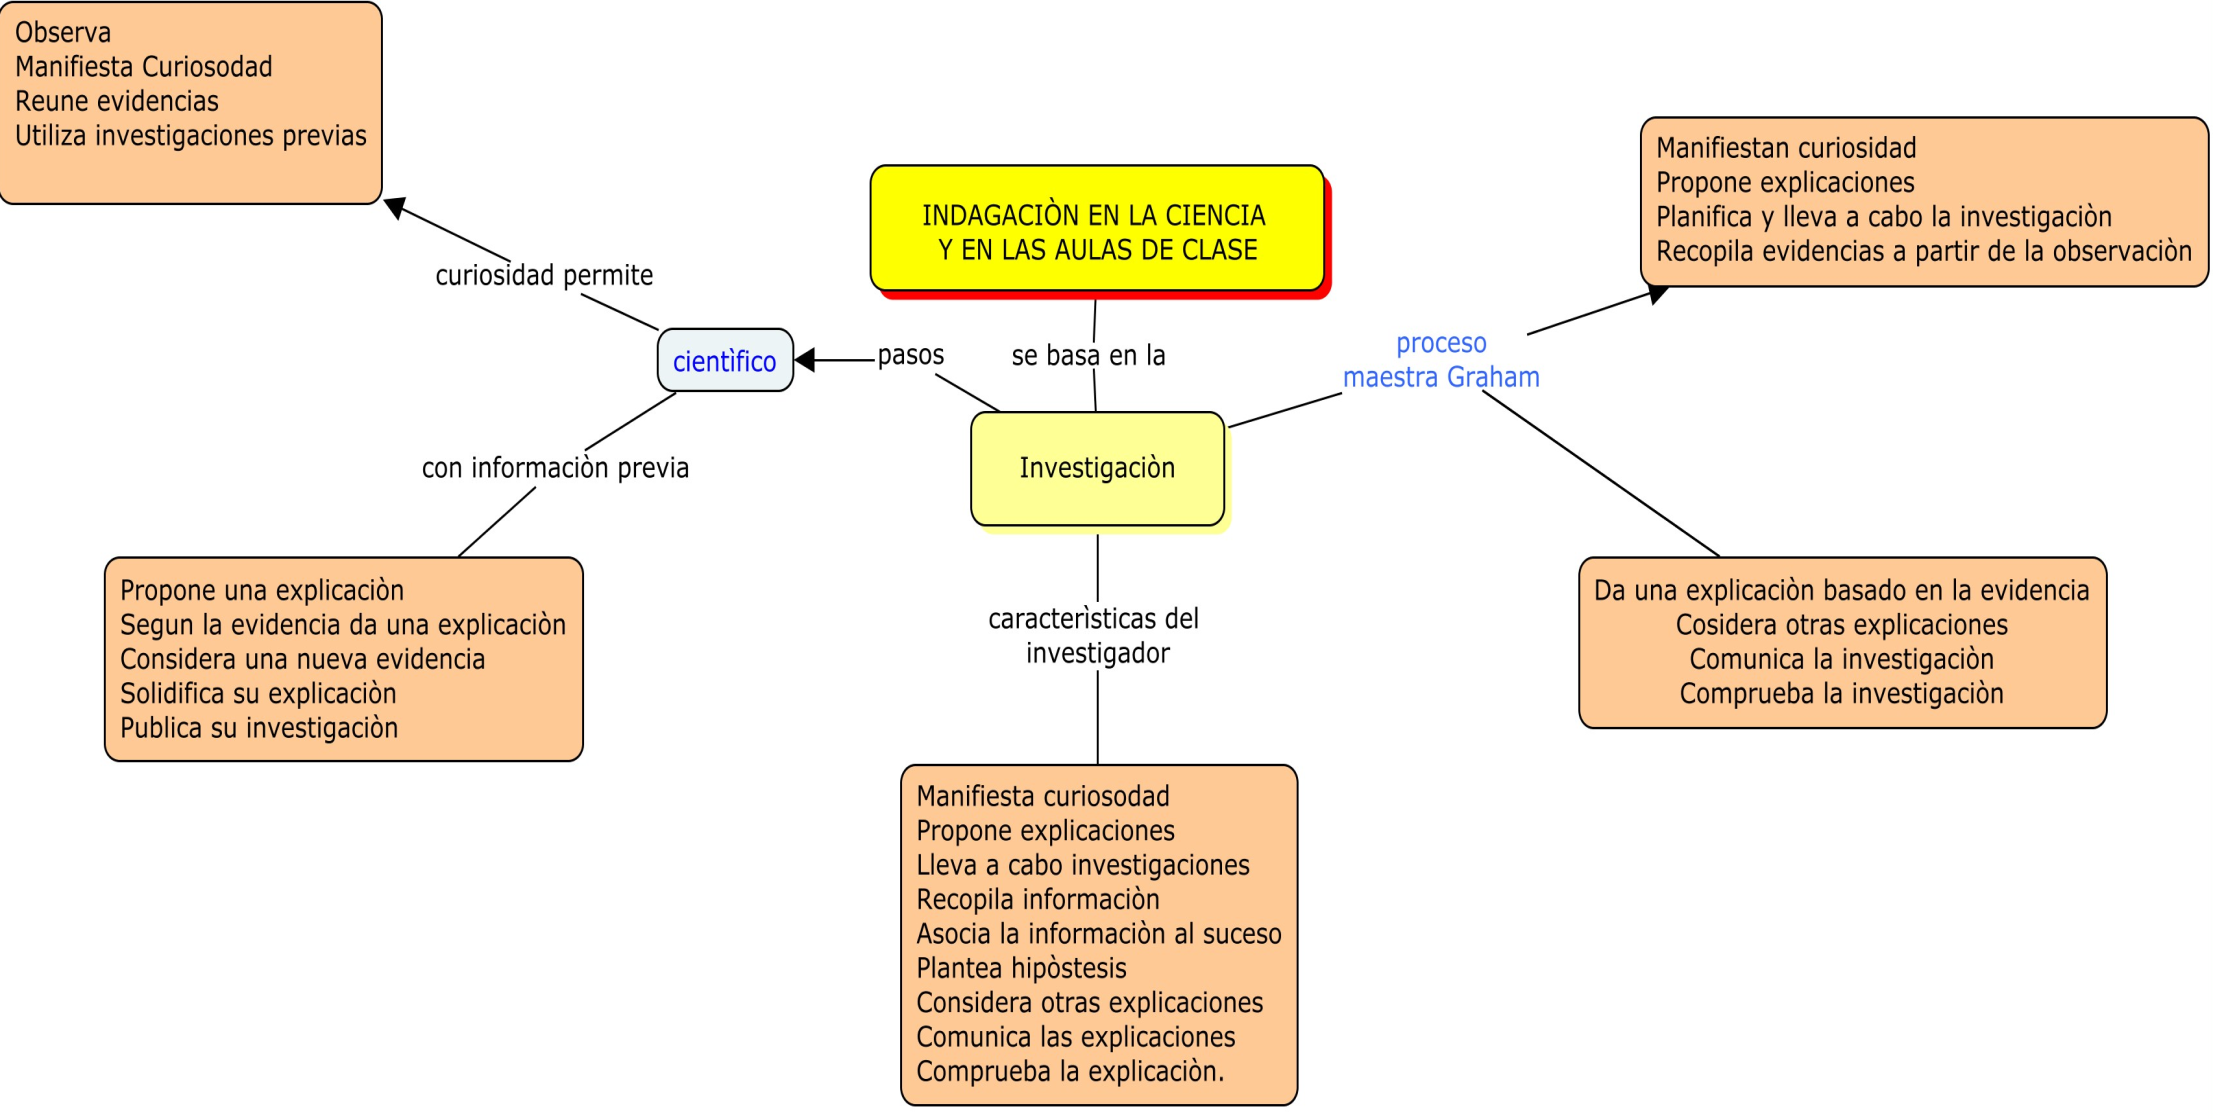 Observa
Manifiesta Curiosodad
Reune evidencias
Utiliza investigaciones previas
INDAGACIÒN EN LA CIENCIA
Y EN LAS AULAS DE CLASE
Manifiestan curiosidad
Propone explicaciones
Planifica y lleva a cabo la investigaciòn
Recopila evidencias a partir de la observaciòn
curiosidad permite
cientìfico
pasos
se basa en la
proceso
maestra Graham
con informaciòn previa
Investigaciòn
Propone una explicaciòn
Segun la evidencia da una explicaciòn
Considera una nueva evidencia
Solidifica su explicaciòn
Publica su investigaciòn
caracterìsticas del
investigador
Da una explicaciòn basado en la evidencia
Cosidera otras explicaciones
Comunica la investigaciòn
Comprueba la investigaciòn
Manifiesta curiosodad
Propone explicaciones
Lleva a cabo investigaciones
Recopila informaciòn
Asocia la informaciòn al suceso
Plantea hipòstesis
Considera otras explicaciones
Comunica las explicaciones
Comprueba la explicaciòn.